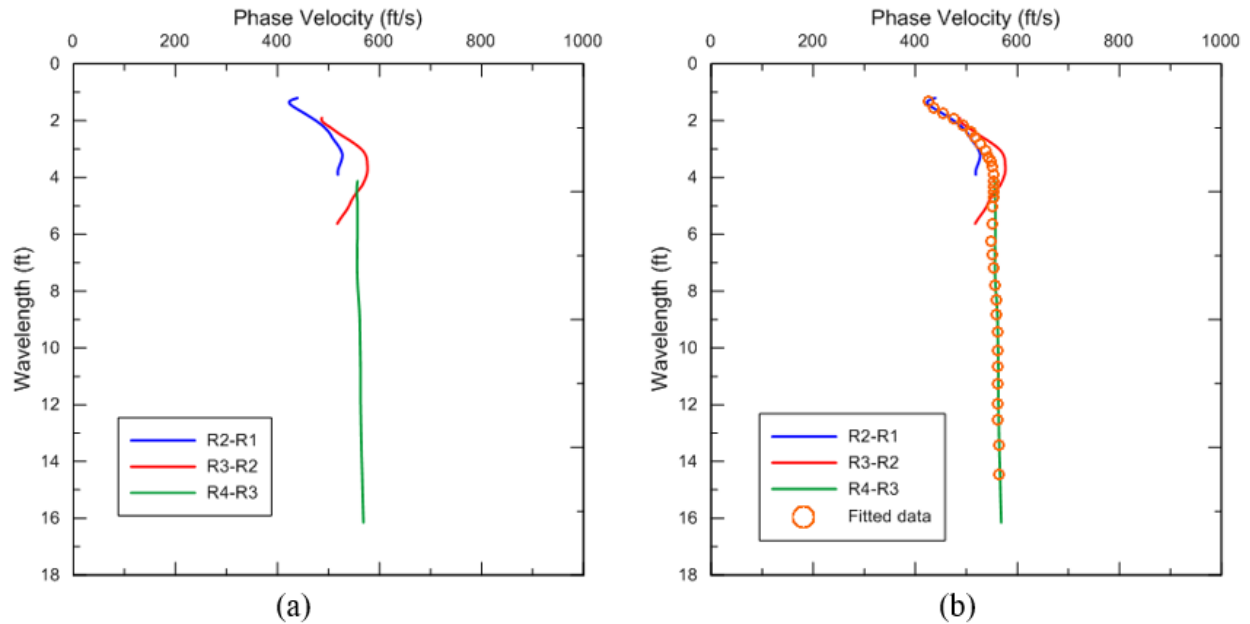 Phase Velocity (ft/s)
0 200 400 600 800 1000
0
2
4
6
8
10
12
14
16
18
Wavelength (ft)
R2-R1
R3-R2
R4-R3
(a)
Phase Velocity (ft/s)
0 200 400 600 800 1000
0
2
4
6
8
10
12
14
16
18
Wavelength (ft)
R2-R1
R3-R2
R4-R3
Fitted data
(b)